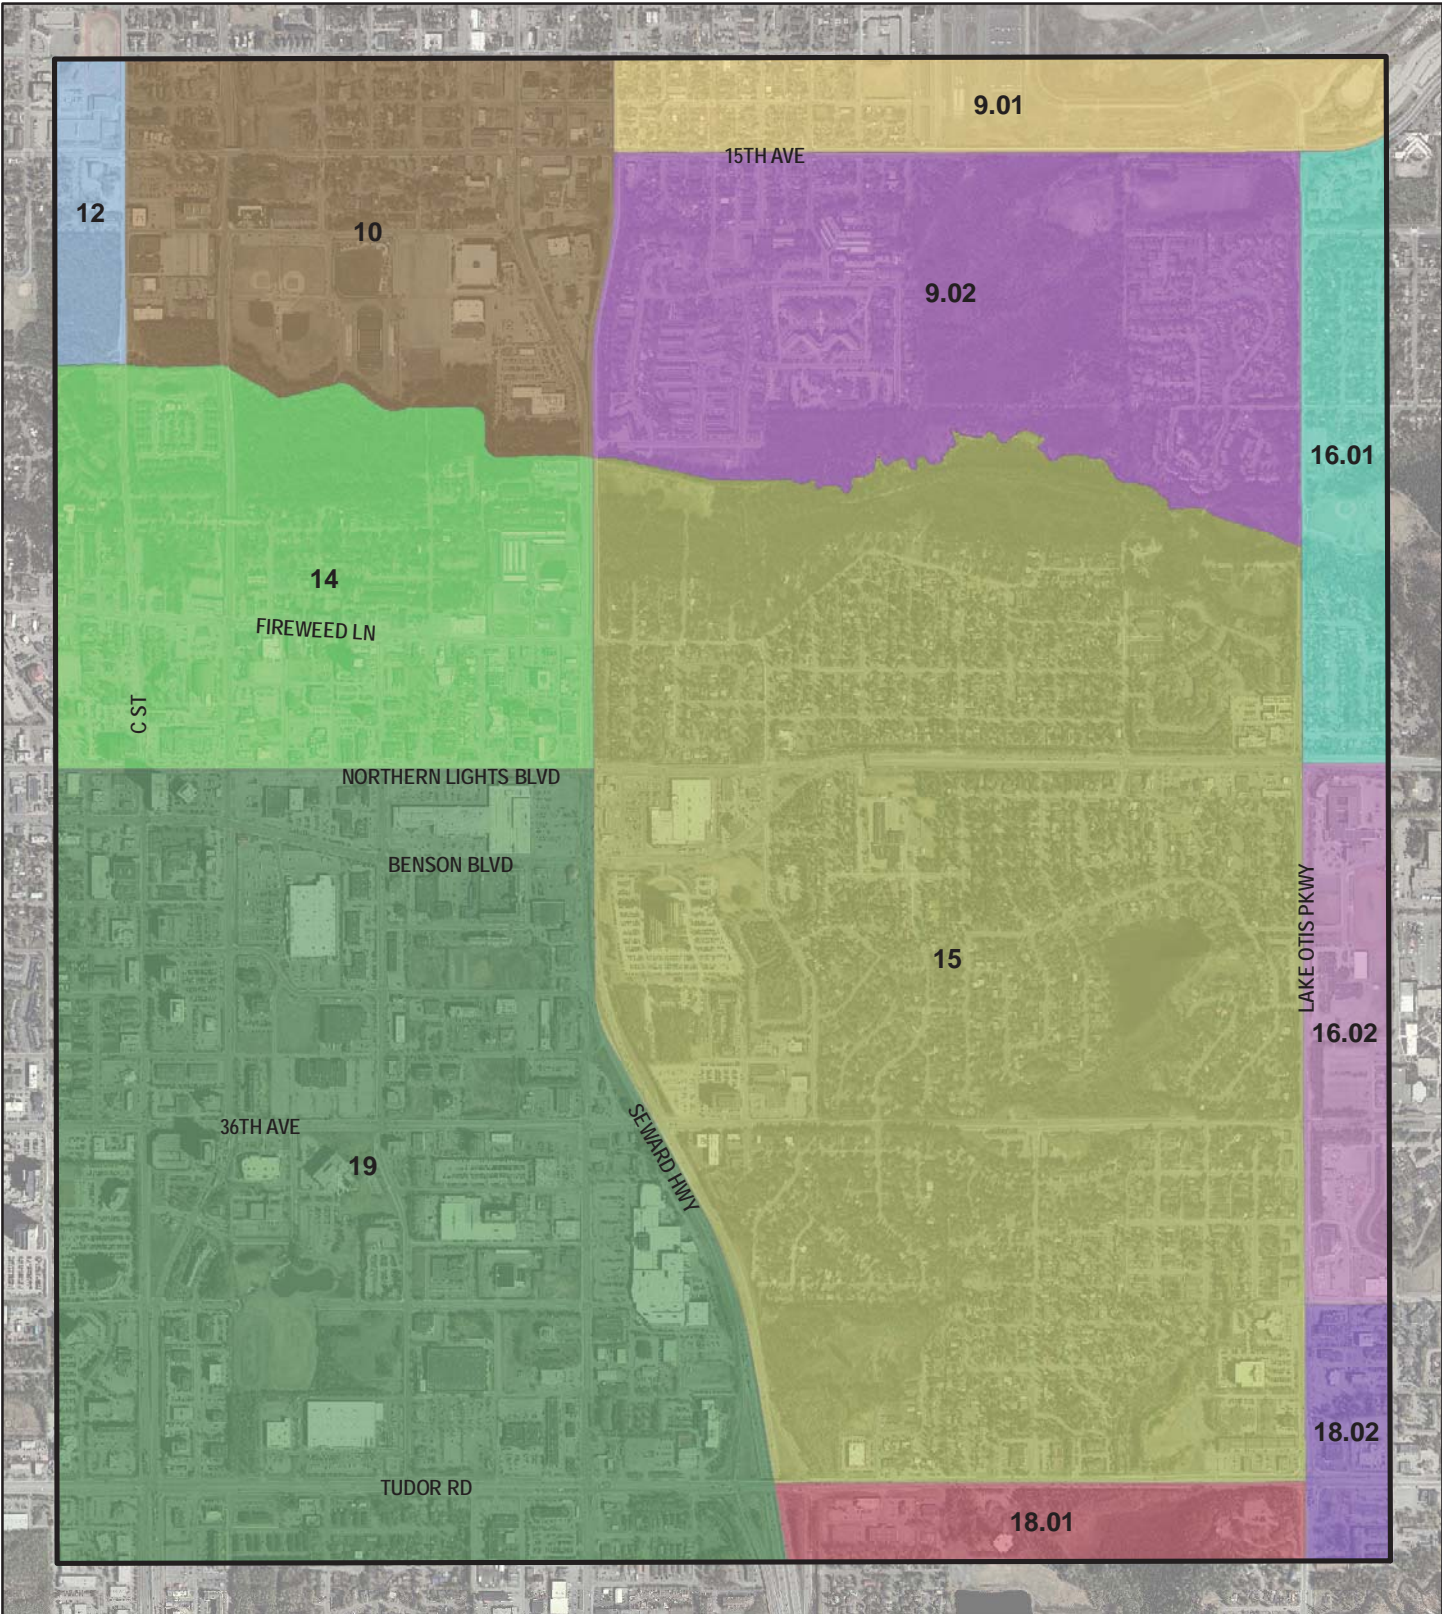 9.01
15TH AVE
12
10
9.02
16.01
14
FIREWEED LN
C ST
NORTHERN LIGHTS BLVD
BENSON BLVD
LAKE OTIS PKWY
15
16.02
36TH AVE
SEWARD HWY
19
18.02
TUDOR RD
18.01